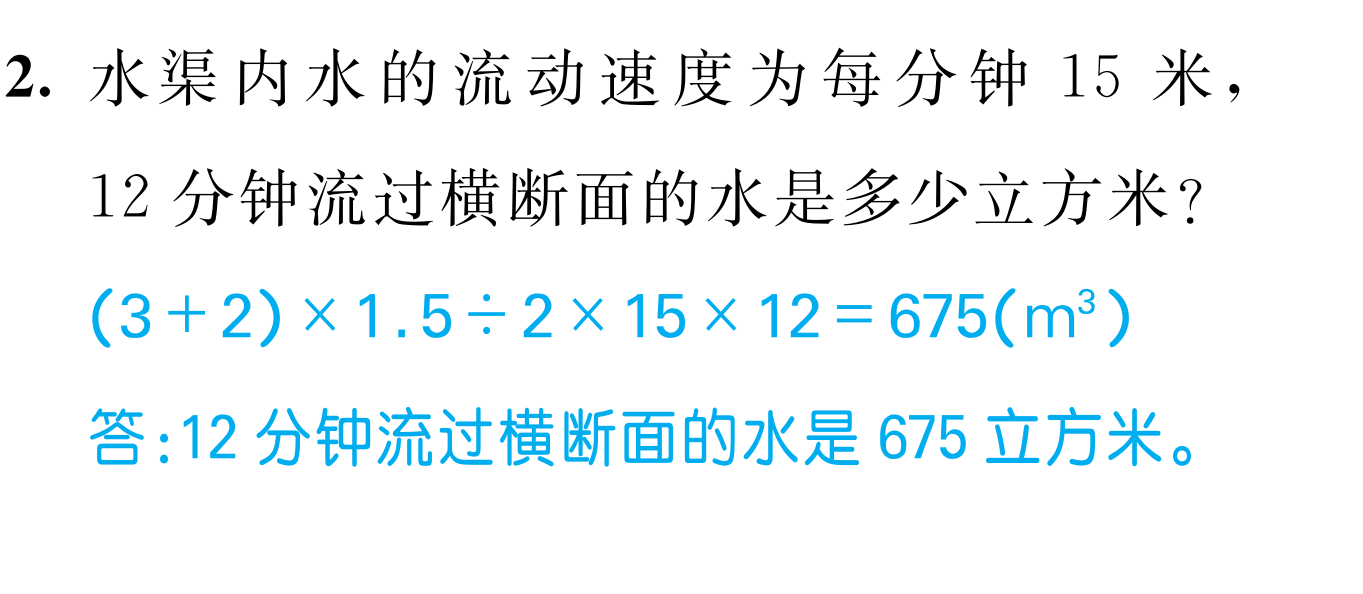 2. 水渠内水的流动速度为每分钟 15 米,
12 分钟流过横断面的水是多少立方米?
(3+2)×1.5÷2×15×12=675(m³)
答:12 分钟流过横断面的水是 675 立方米。